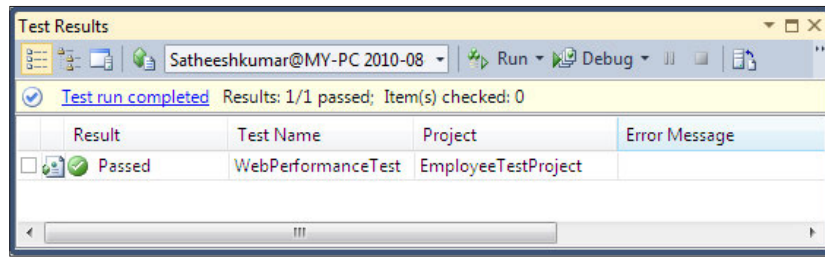 Test Results
Satheeshkumar@MY-PC 2010-08 Run Debug
Test run completed Results: 1/1 passed; Item(s) checked: 0
Result Test Name Project Error Message
Passed WebPerformanceTest EmployeeTestProject